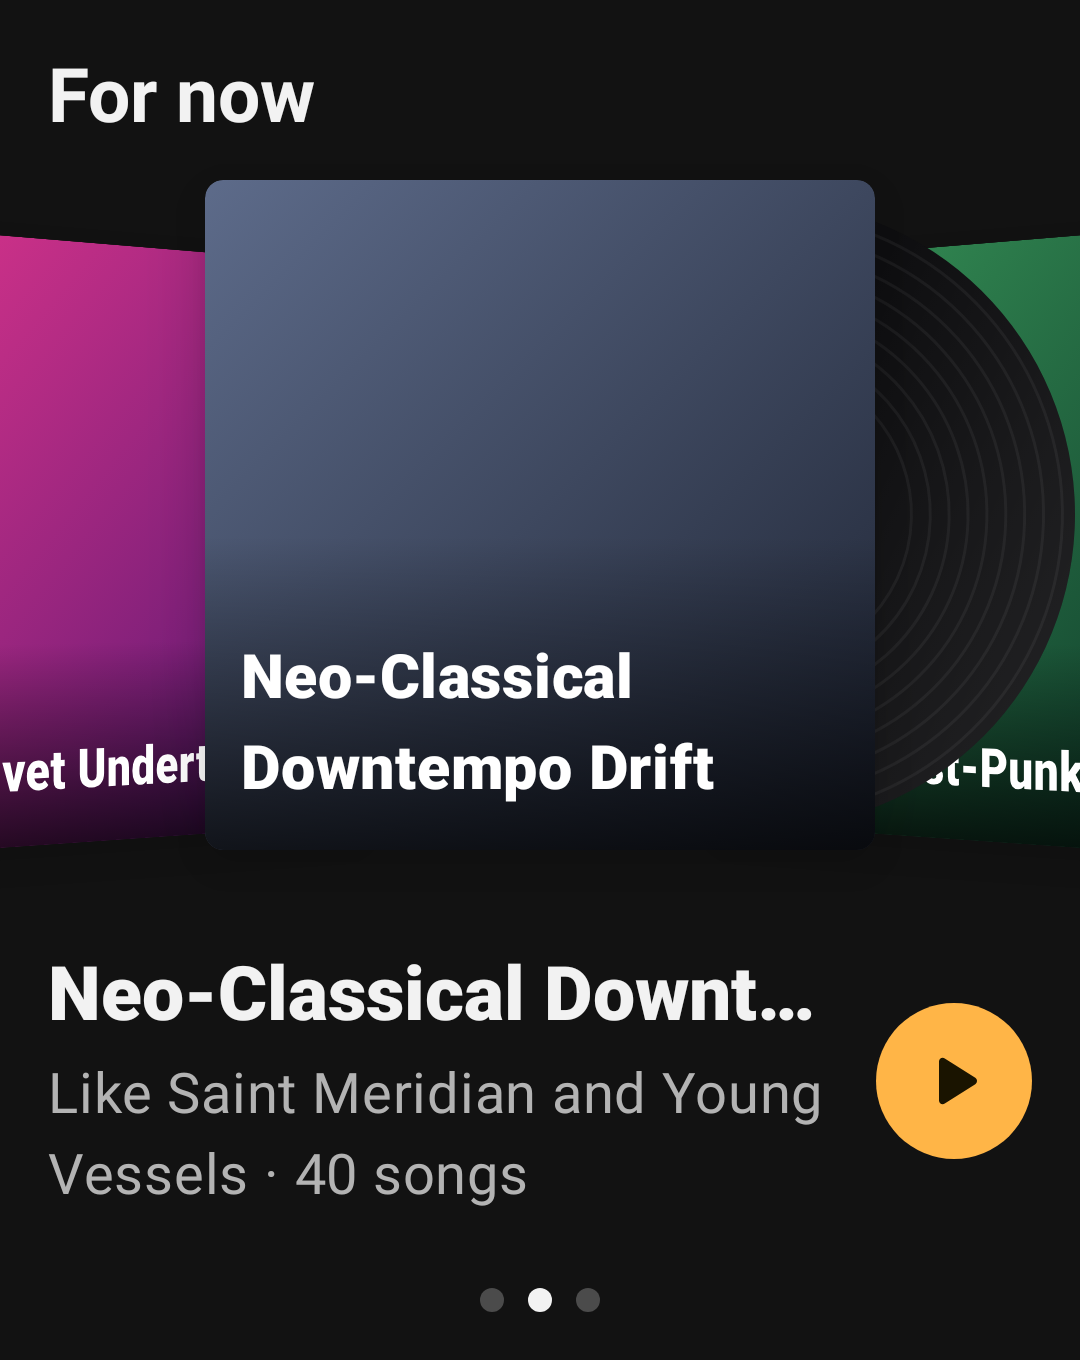 For now
Neo-Classical
Downtempo Drift
Neo-Classical Downt...
Like Saint Meridian and Young
Vessels · 40 songs